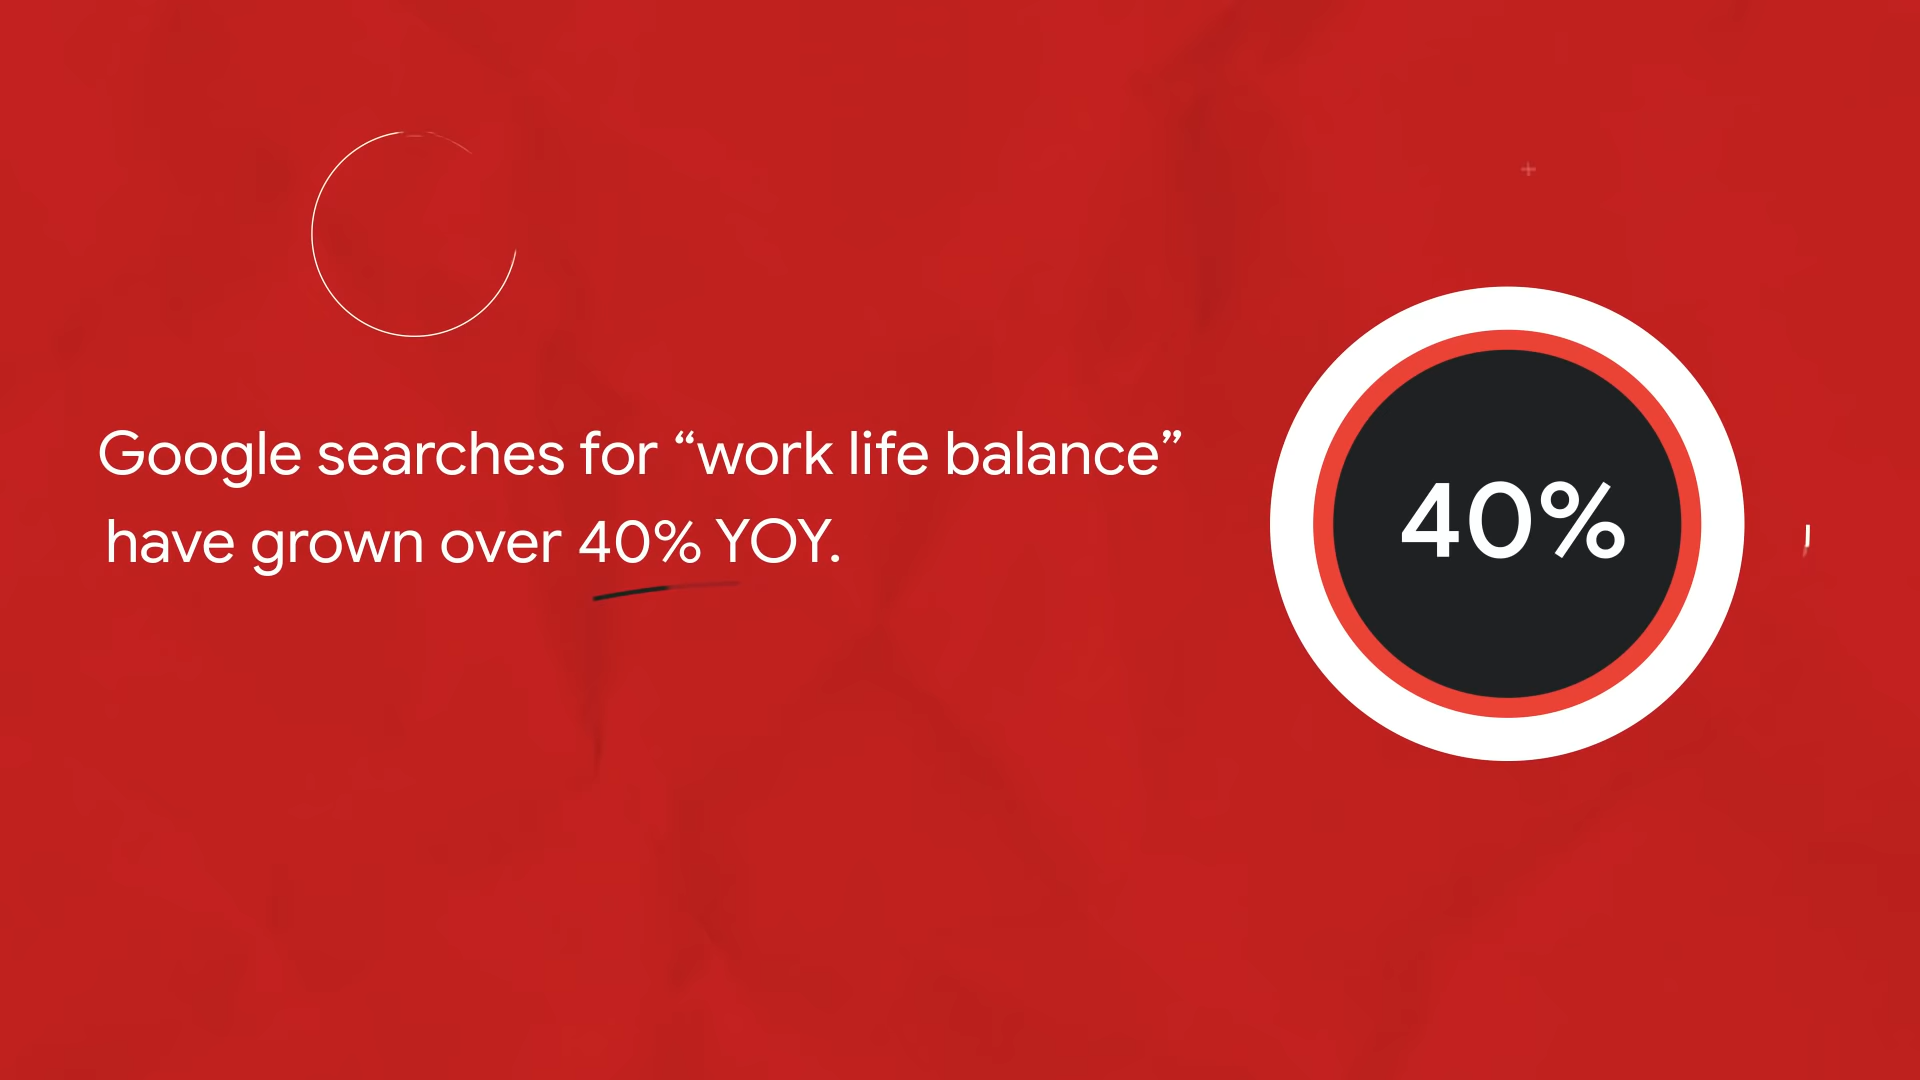 Google searches for “work life balance”
have grown over 40% YOY.
40%